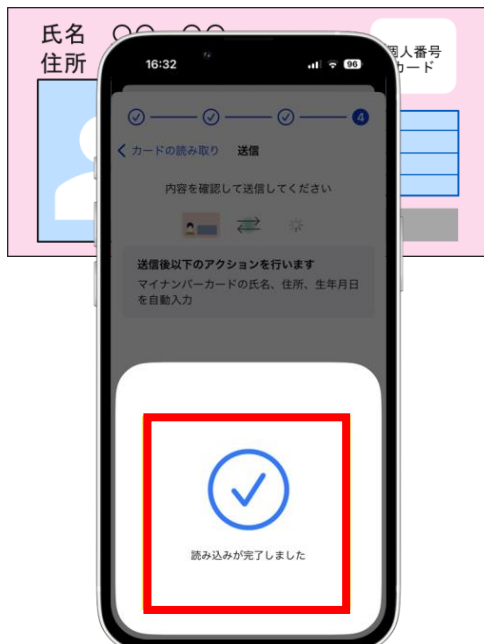 氏名 〇〇 〇〇
住所
個人番号
カード
16:32
96
4
カードの読み取り 送信
内容を確認して送信してください
送信後以下のアクションを行います
マイナンバーカードの氏名、住所、生年月日
を自動入力
読み込みが完了しました